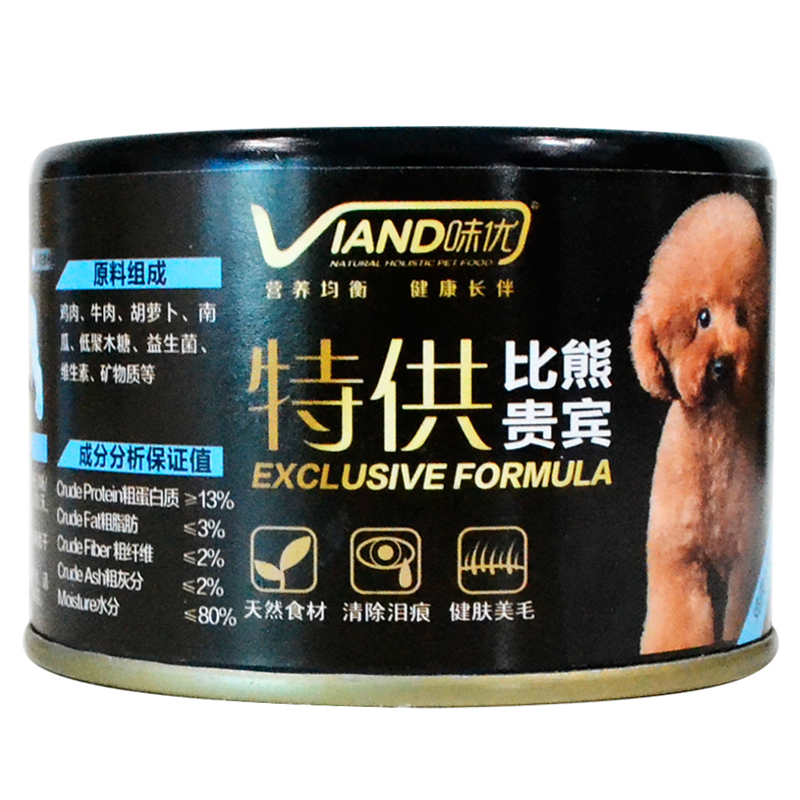 VIAND味优®
NATURAL HOLISTIC PET FOOD
营养均衡 健康长伴
特供
比熊
贵宾
EXCLUSIVE FORMULA
天然食材 清除泪痕 健肤美毛
原料组成
鸡肉、牛肉、胡萝卜、南
瓜、低聚木糖、益生菌、
维生素、矿物质等
成分分析保证值
Crude Protein粗蛋白质 ≥13%
Crude Fat粗脂肪 ≤3%
Crude Fiber 粗纤维 ≤2%
Crude Ash粗灰分 ≤2%
Moisture水分 ≤80%